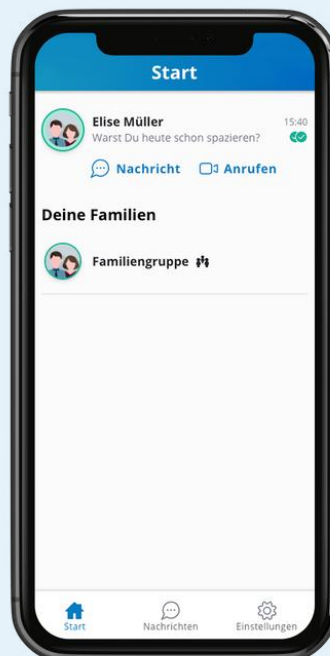 Start
Elise Müller 15:40
Warst Du heute schon spazieren?
Nachricht Anrufen
Deine Familien
Familiengruppe
Start Nachrichten Einstellungen